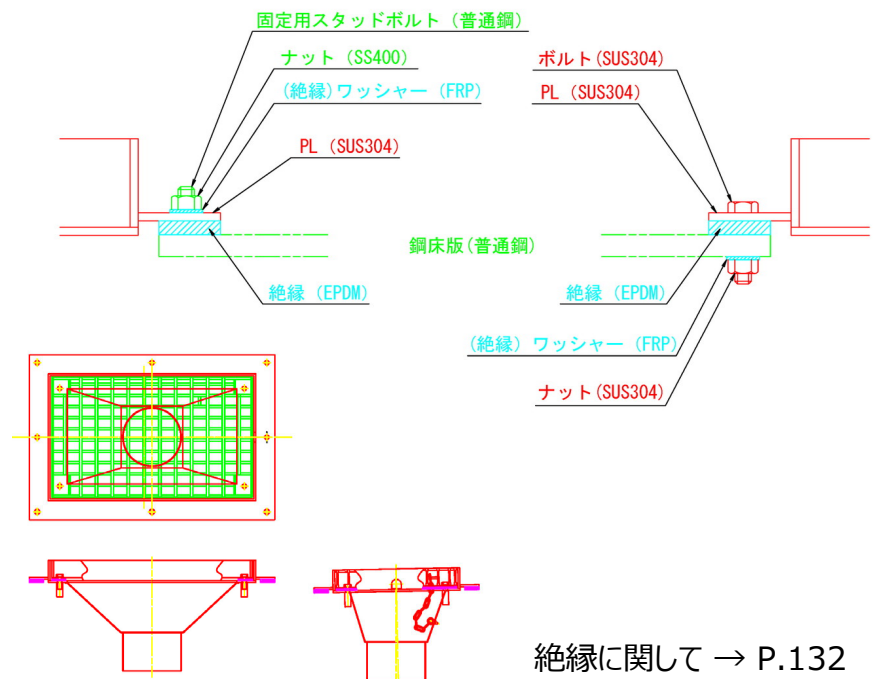 固定用スタッドボルト（普通鋼）
ナット（SS400）
(絶縁)ワッシャー（FRP）
PL（SUS304）
絶縁（EPDM）
鋼床版(普通鋼)
ボルト(SUS304)
PL（SUS304）
絶縁（EPDM）
(絶縁）ワッシャー（FRP）
ナット(SUS304)
絶縁に関して → P.132